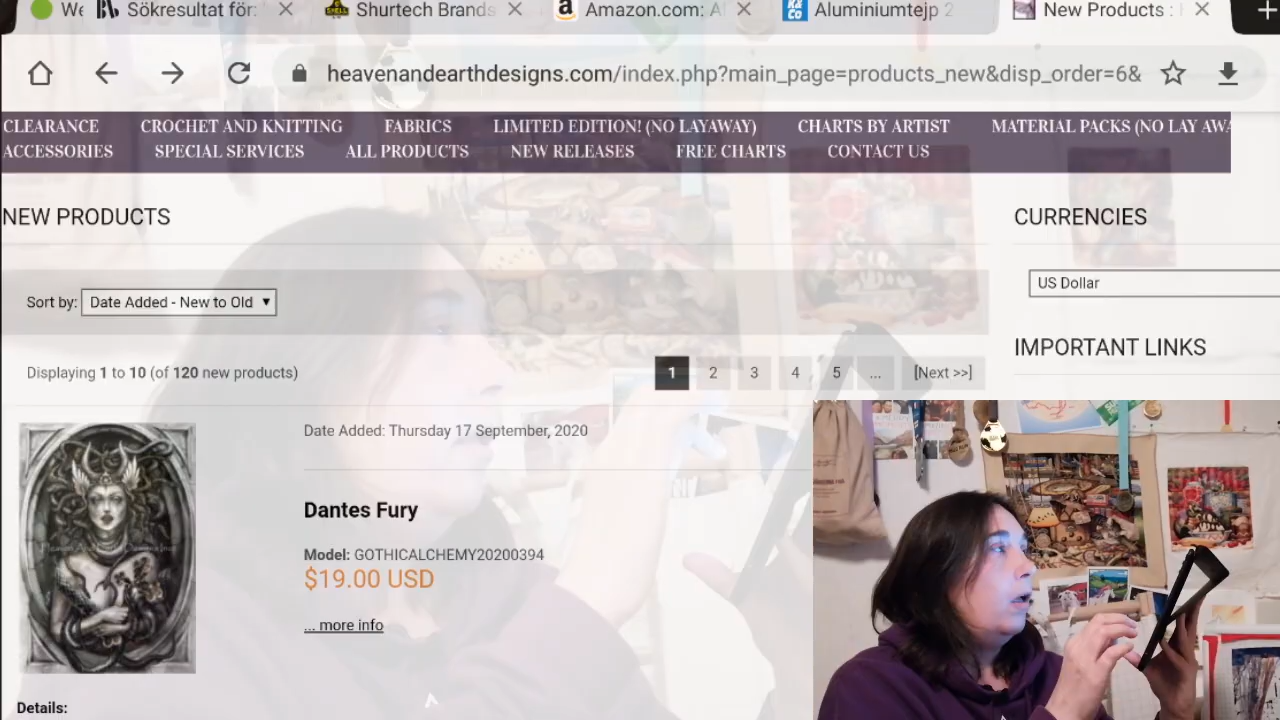 We
Sökresultat för:
Shurtech Brands
Amazon.com: A
Aluminiumtejp 2
New Products :
heavenandearthdesigns.com/index.php?main_page=products_new&disp_order=6&
CLEARANCE CROCHET AND KNITTING FABRICS LIMITED EDITION! (NO LAYAWAY) CHARTS BY ARTIST MATERIAL PACKS (NO LAY AWA
ACCESSORIES SPECIAL SERVICES ALL PRODUCTS NEW RELEASES FREE CHARTS CONTACT US
NEW PRODUCTS
CURRENCIES
Sort by: Date Added - New to Old
US Dollar
IMPORTANT LINKS
Displaying 1 to 10 (of 120 new products)
1 2 3 4 5 ... [Next >>]
Date Added: Thursday 17 September, 2020
Dantes Fury
Model: GOTHICALCHEMY20200394
$19.00 USD
... more info
Details: